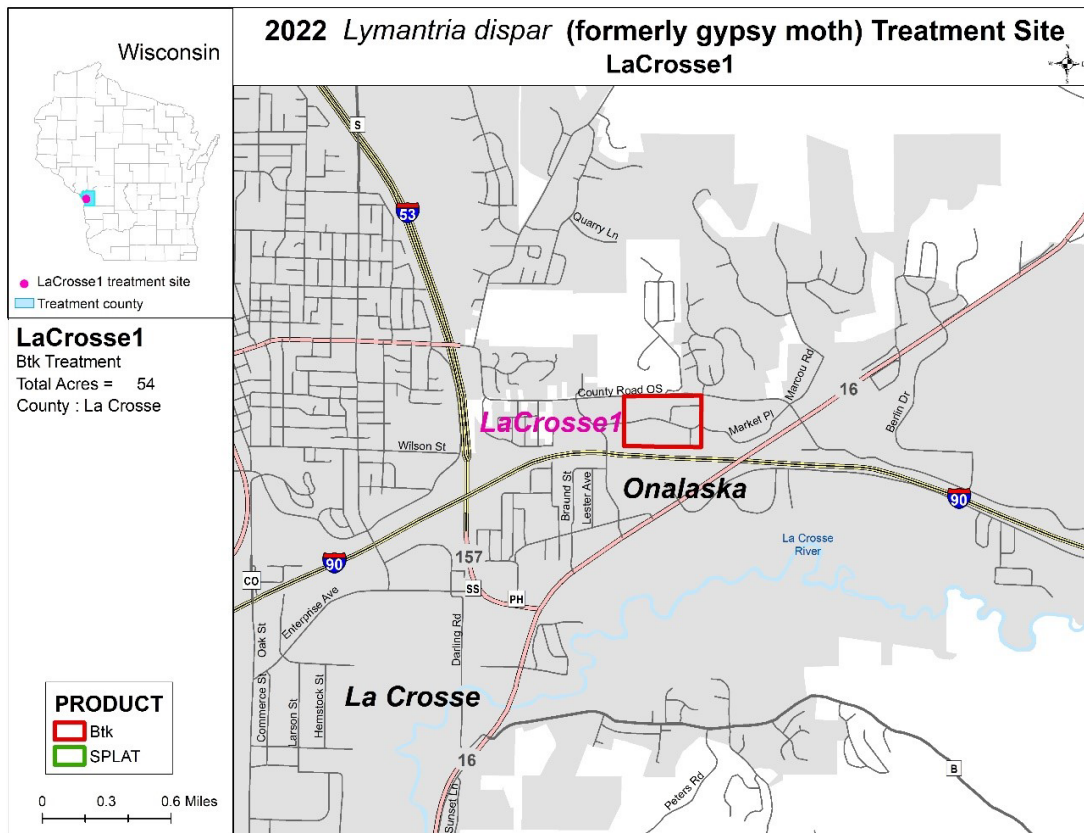 2022 Lymantria dispar (formerly gypsy moth) Treatment Site
LaCrosse1
Wisconsin
LaCrosse1 treatment site
Treatment county
LaCrosse1
Btk Treatment
Total Acres = 54
County : La Crosse
PRODUCT
Btk
SPLAT
0 0.3 0.6 Miles
N
W
S
S
53
Quarry Ln
County Road OS
Marcou Rd
16
LaCrosse1
Market Pl
Berlin Dr
Wilson St
Braund St
Lester Ave
Onalaska
90
La Crosse
River
90
157
CO
SS
PH
Enterprise Ave
Oak St
Darling Rd
Commerce St
Larson St
Hemstock St
La Crosse
16
Sunset Ln
Peters Rd
B